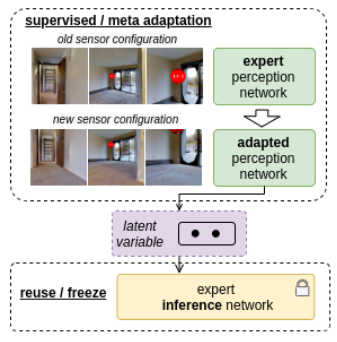 supervised / meta adaptation
old sensor configuration
expert
perception
network
new sensor configuration
adapted
perception
network
latent
variable
reuse / freeze
expert
inference network